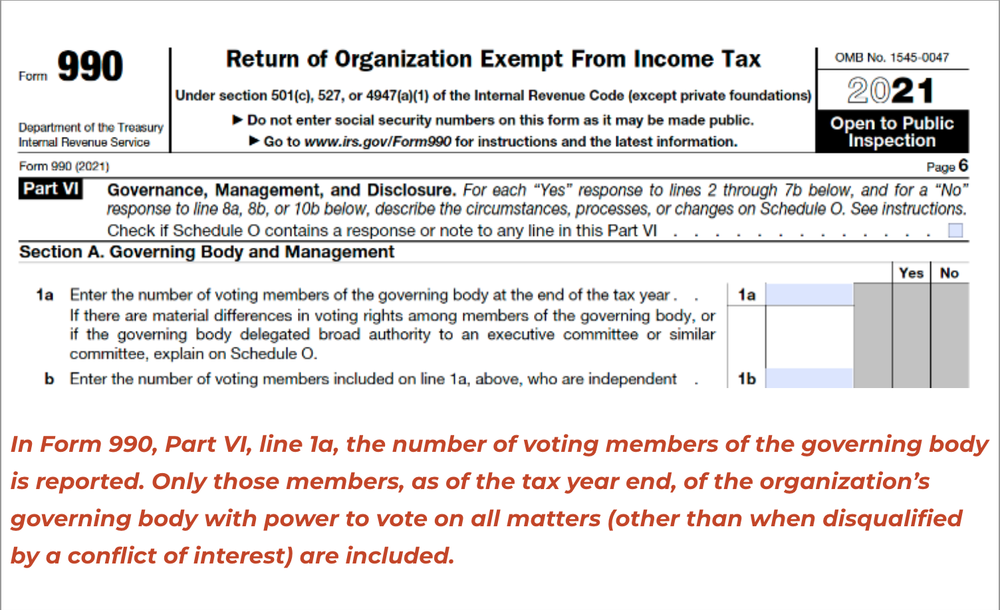 Form 990
Department of the Treasury
Internal Revenue Service
Return of Organization Exempt From Income Tax
Under section 501(c), 527, or 4947(a)(1) of the Internal Revenue Code (except private foundations)
▶ Do not enter social security numbers on this form as it may be made public.
▶ Go to www.irs.gov/Form990 for instructions and the latest information.
OMB No. 1545-0047
2021
Open to Public
Inspection
Form 990 (2021) Page 6
Part VI Governance, Management, and Disclosure. For each “Yes” response to lines 2 through 7b below, and for a “No”
response to line 8a, 8b, or 10b below, describe the circumstances, processes, or changes on Schedule O. See instructions.
Check if Schedule O contains a response or note to any line in this Part VI . . . . . . . . . . . . .
Section A. Governing Body and Management
Yes No
1a Enter the number of voting members of the governing body at the end of the tax year . . 1a
If there are material differences in voting rights among members of the governing body, or
if the governing body delegated broad authority to an executive committee or similar
committee, explain on Schedule O.
b Enter the number of voting members included on line 1a, above, who are independent . 1b
In Form 990, Part VI, line 1a, the number of voting members of the governing body
is reported. Only those members, as of the tax year end, of the organization’s
governing body with power to vote on all matters (other than when disqualified
by a conflict of interest) are included.